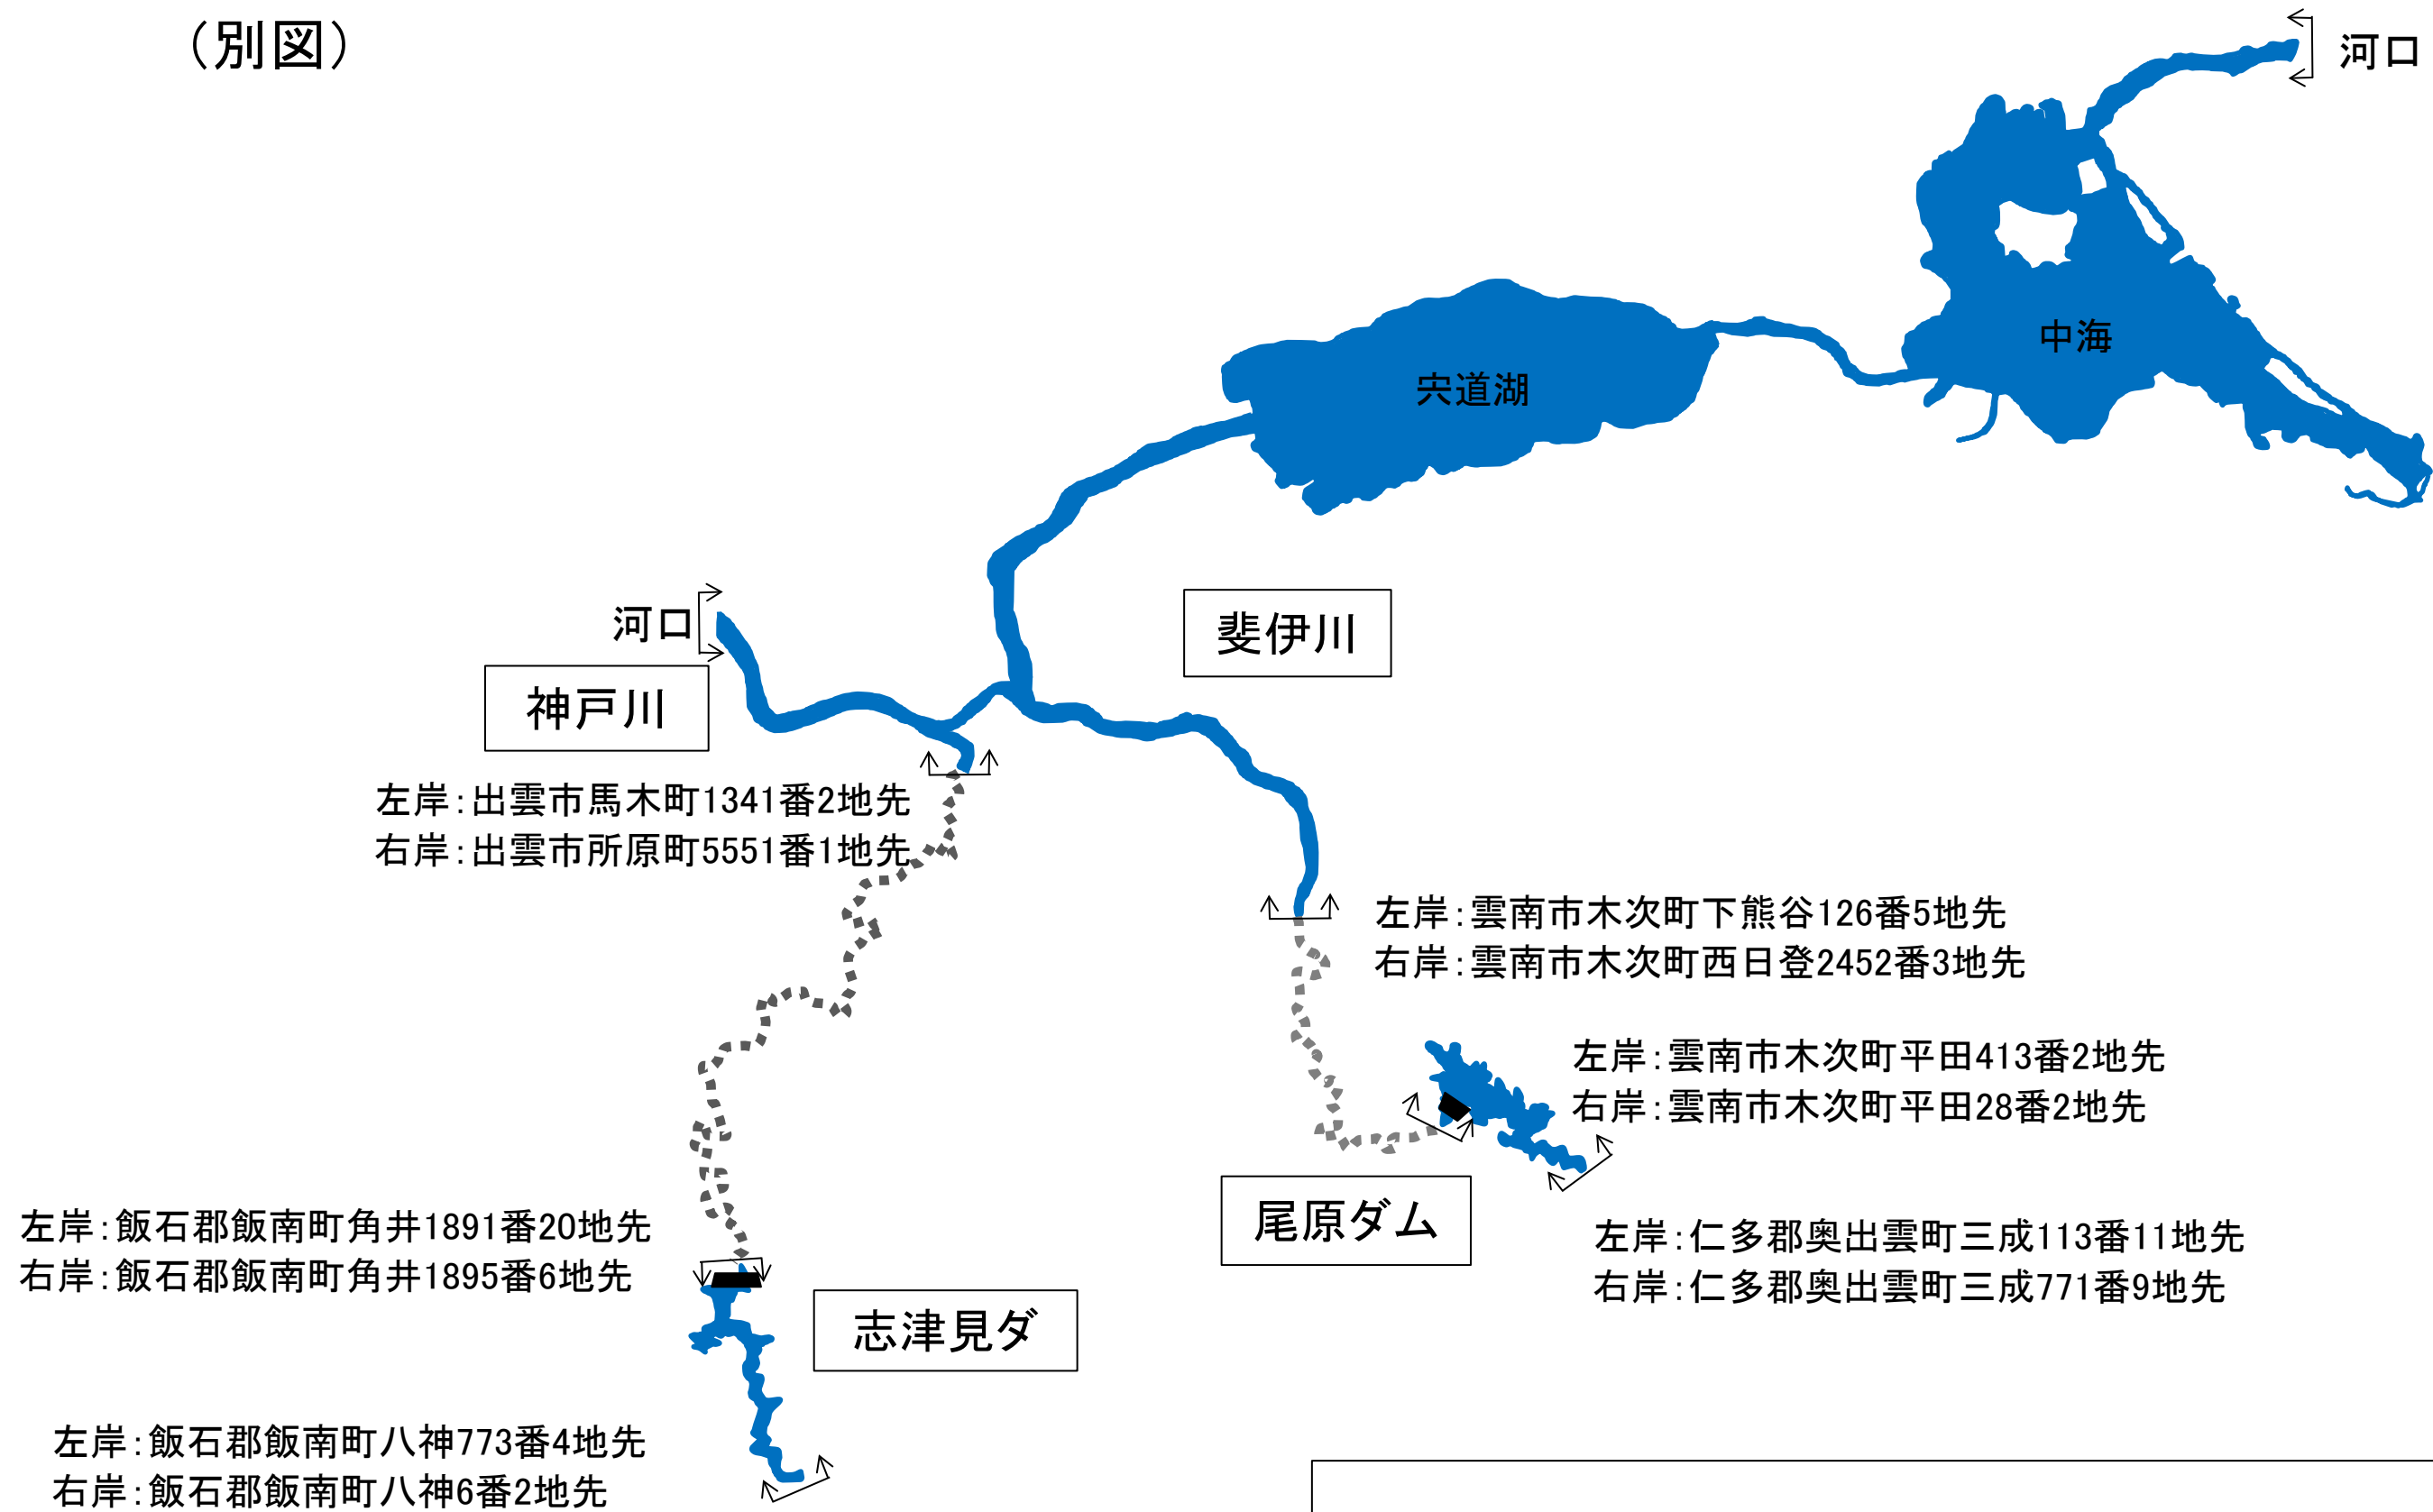 （別図）
河口
中海
宍道湖
斐伊川
河口
神戸川
左岸：出雲市馬木町1341番2地先
右岸：出雲市所原町5551番1地先
左岸：雲南市木次町下熊谷126番5地先
右岸：雲南市木次町西日登2452番3地先
左岸：雲南市木次町平田413番2地先
右岸：雲南市木次町平田28番2地先
尾原ダム
左岸：仁多郡奥出雲町三成113番11地先
右岸：仁多郡奥出雲町三成771番9地先
左岸：飯石郡飯南町角井1891番20地先
右岸：飯石郡飯南町角井1895番6地先
志津見ダ
左岸：飯石郡飯南町八神773番4地先
右岸：飯石郡飯南町八神6番2地先